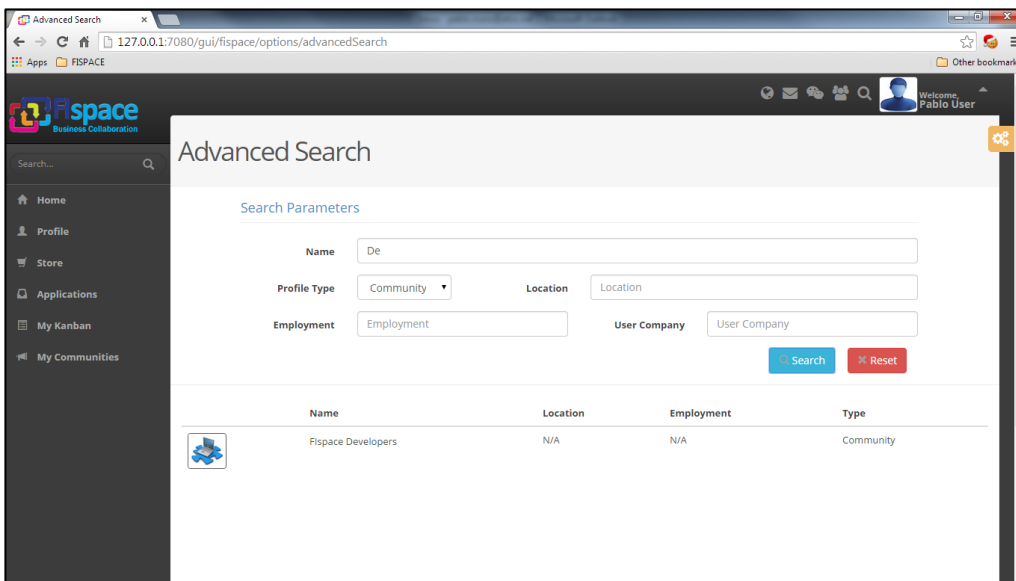 Advanced Search
127.0.0.1:7080/gui/fispace/options/advancedSearch
Apps FISPACE Other bookmark
FIspace
Business Collaboration
Welcome,
Pablo User
Search...
Home
Profile
Store
Applications
My Kanban
My Communities
Advanced Search
Search Parameters
Name De
Profile Type Community Location Location
Employment Employment User Company User Company
Search Reset
Name Location Employment Type
FIspace Developers N/A N/A Community